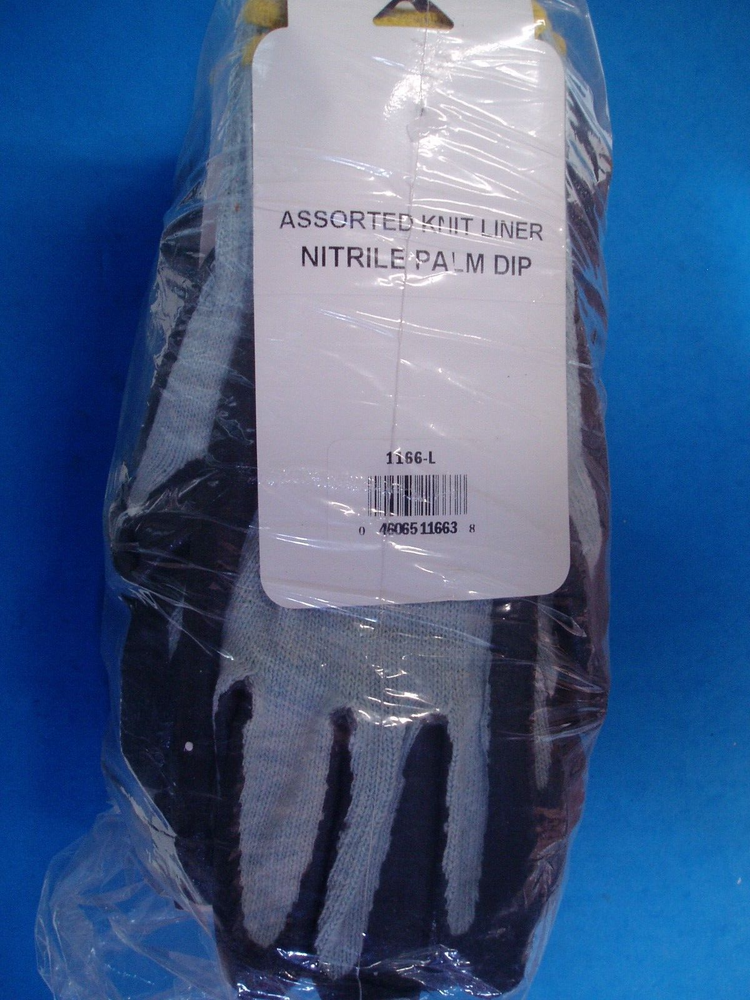 ASSORTED KNIT LINER
NITRILE PALM DIP
1166-L
0 46065 11663 8